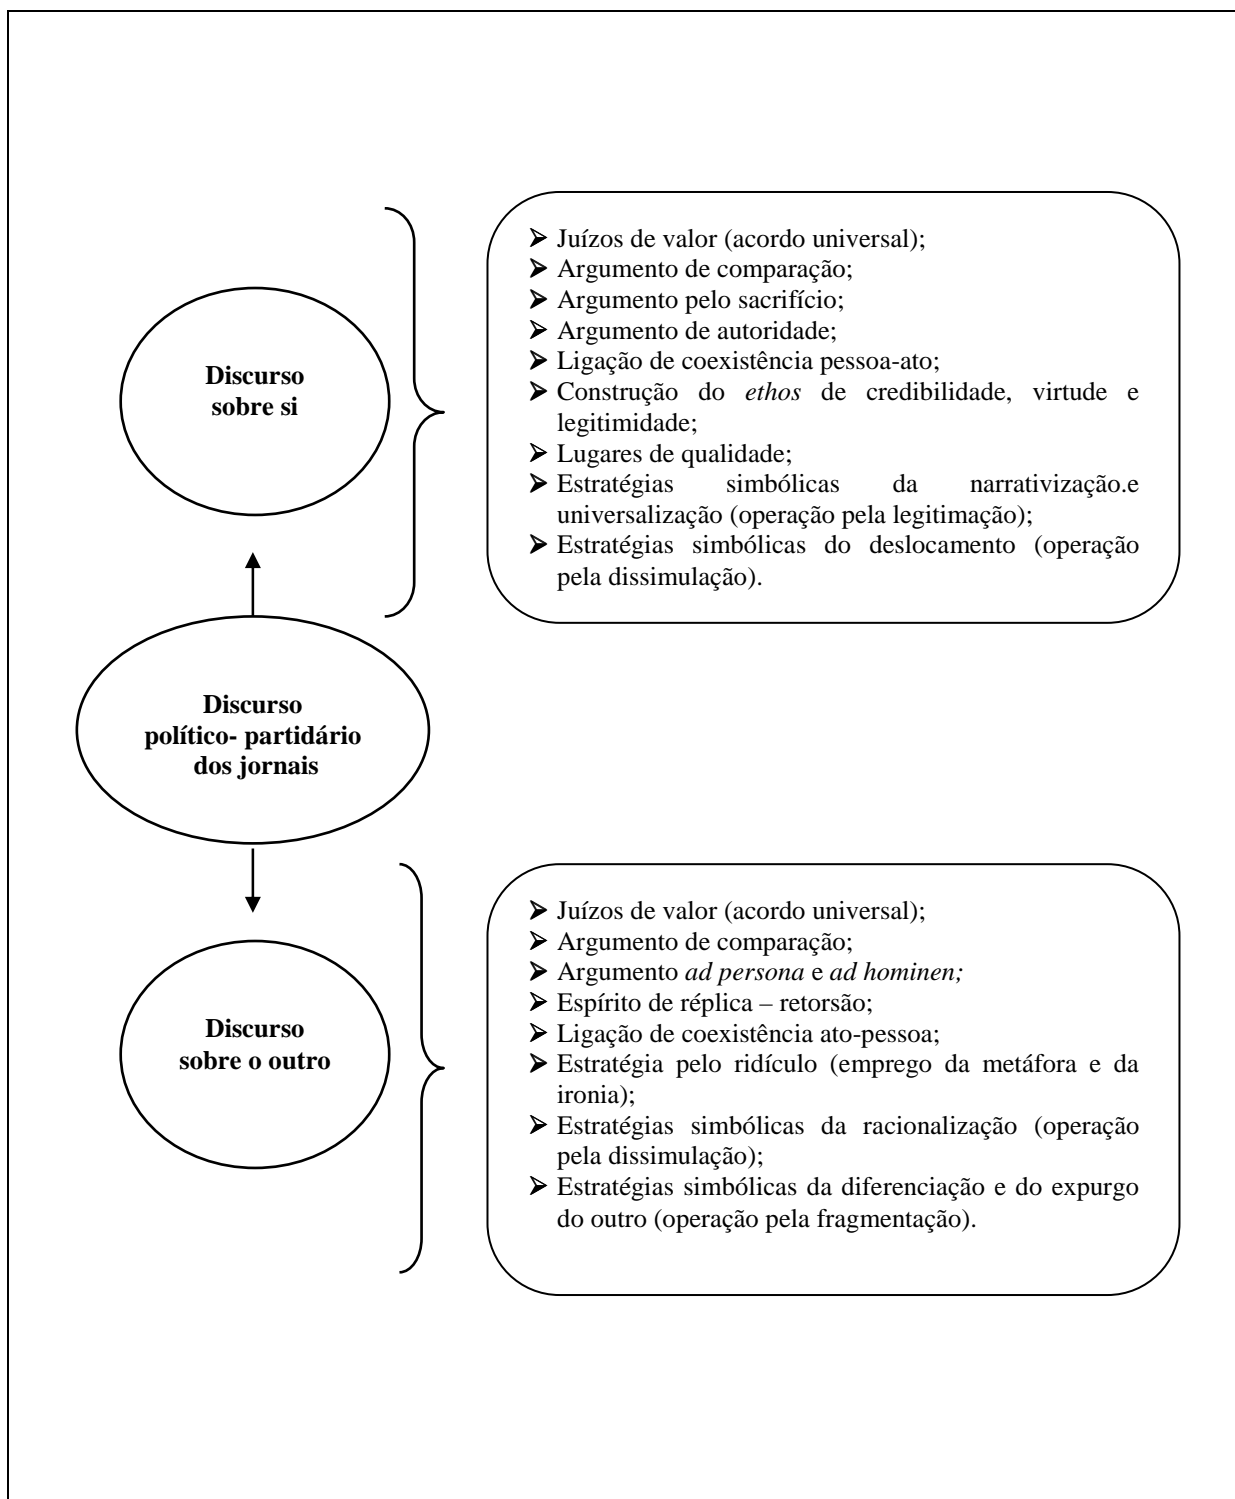 Discurso
sobre si
➢ Juízos de valor (acordo universal);
➢ Argumento de comparação;
➢ Argumento pelo sacrifício;
➢ Argumento de autoridade;
➢ Ligação de coexistência pessoa-ato;
➢ Construção do ethos de credibilidade, virtude e
legitimidade;
➢ Lugares de qualidade;
➢ Estratégias simbólicas da narrativização.e
universalização (operação pela legitimação);
➢ Estratégias simbólicas do deslocamento (operação
pela dissimulação).
Discurso
político- partidário
dos jornais
Discurso
sobre o outro
➢ Juízos de valor (acordo universal);
➢ Argumento de comparação;
➢ Argumento ad persona e ad hominen;
➢ Espírito de réplica – retorsão;
➢ Ligação de coexistência ato-pessoa;
➢ Estratégia pelo ridículo (emprego da metáfora e da
ironia);
➢ Estratégias simbólicas da racionalização (operação
pela dissimulação);
➢ Estratégias simbólicas da diferenciação e do expurgo
do outro (operação pela fragmentação).